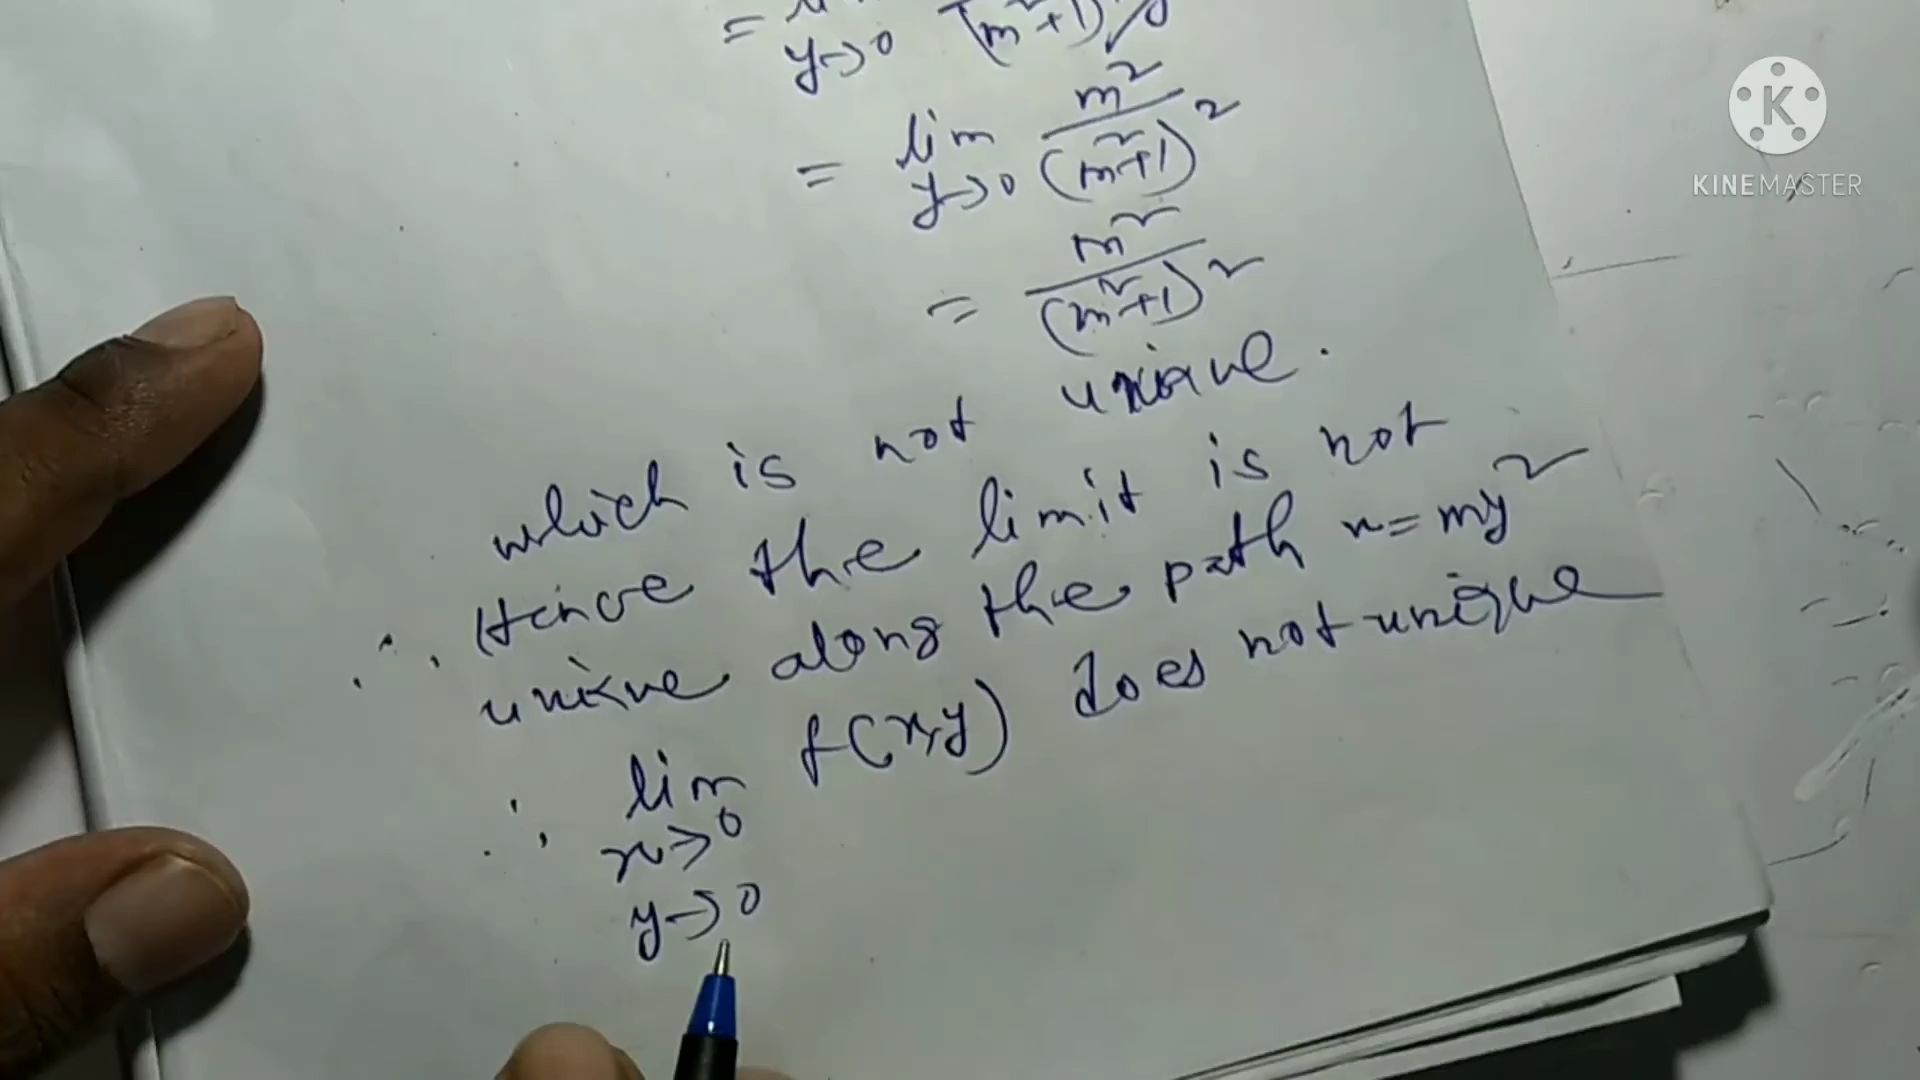 = lim y→0 (m²+1)
= lim y→0 m²/(m²+1)²
= m²/(m²+1)²
which is not unique.
∴ Hence the limit is not
unique along the path x=my²
∴ lim x→0 y→0 f(x,y) does not unique
K
KINEMASTER